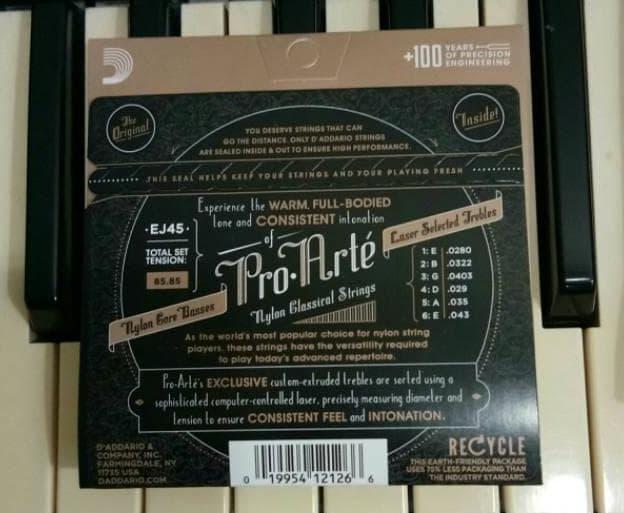 +100 YEARS OF PRECISION ENGINEERING
The Original
Inside!
YOU DESERVE STRINGS THAT CAN
GO THE DISTANCE. ONLY D'ADDARIO STRINGS
ARE SEALED INSIDE & OUT TO ENSURE HIGH PERFORMANCE.
THIS SEAL HELPS KEEP YOUR STRINGS AND YOUR PLAYING FRESH
Experience the WARM, FULL-BODIED
tone and CONSISTENT intonation
of
Pro·Arté
Nylon Classical Strings
·EJ45·
TOTAL SET
TENSION:
85.85
Nylon Core Basses
Laser Selected Trebles
1: E .0280
2: B .0322
3: G .0403
4: D .029
5: A .035
6: E .043
As the world's most popular choice for nylon string
players, these strings have the versatility required
to play today's advanced repertoire.
Pro-Arté's EXCLUSIVE custom-extruded trebles are sorted using a
sophisticated computer-controlled laser, precisely measuring diameter and
tension to ensure CONSISTENT FEEL and INTONATION.
D'ADDARIO &
COMPANY, INC.
FARMINGDALE, NY
11735 USA
DADDARIO.COM
0 19954 12126 6
RECYCLE
THIS EARTH-FRIENDLY PACKAGE
USES 75% LESS PACKAGING THAN
THE INDUSTRY STANDARD.